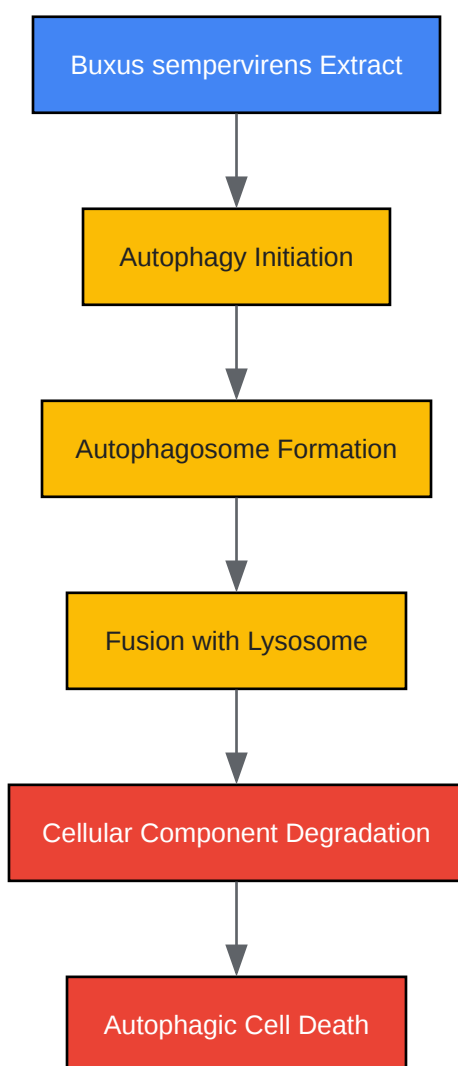 Buxus sempervirens Extract
Autophagy Initiation
Autophagosome Formation
Fusion with Lysosome
Cellular Component Degradation
Autophagic Cell Death